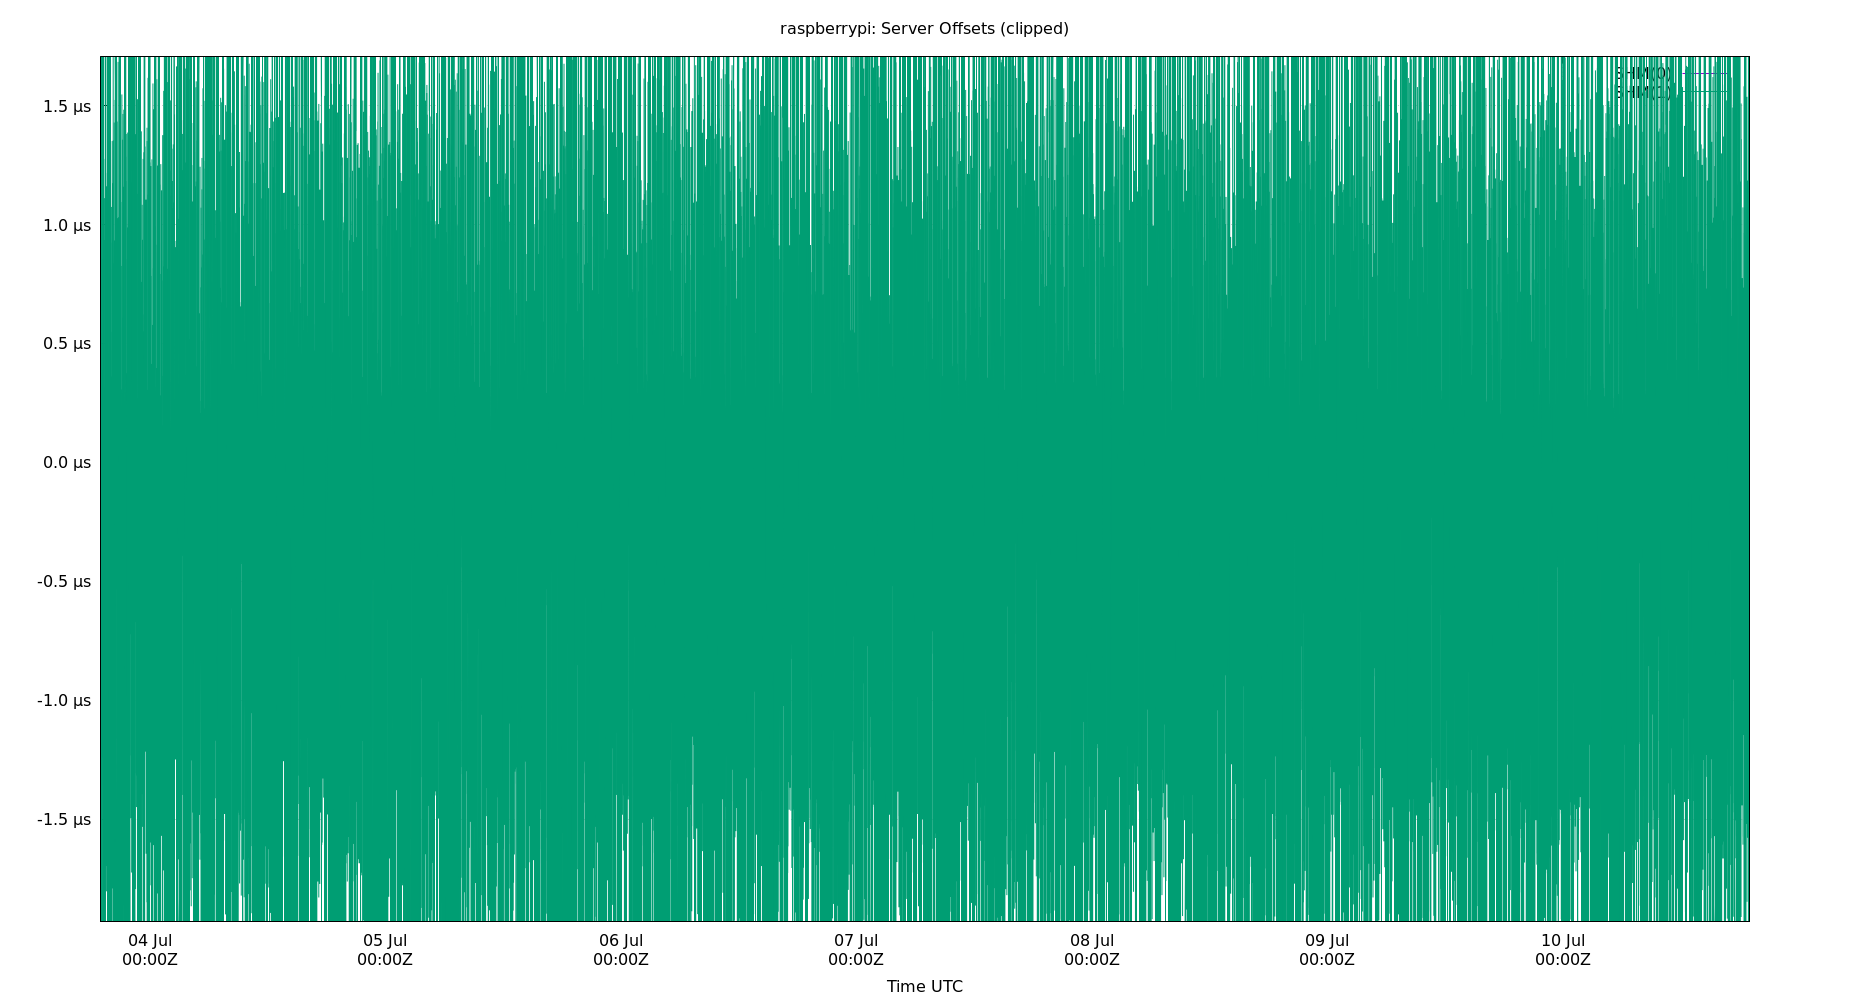 raspberrypi: Server Offsets (clipped)
SHM(0)
1.5 µs
1.0 µs
0.5 µs
0.0 µs
-0.5 µs
-1.0 µs
-1.5 µs
04 Jul 05 Jul 06 Jul 07 Jul 08 Jul 09 Jul 10 Jul
00:00Z 00:00Z 00:00Z 00:00Z 00:00Z 00:00Z 00:00Z
Time UTC